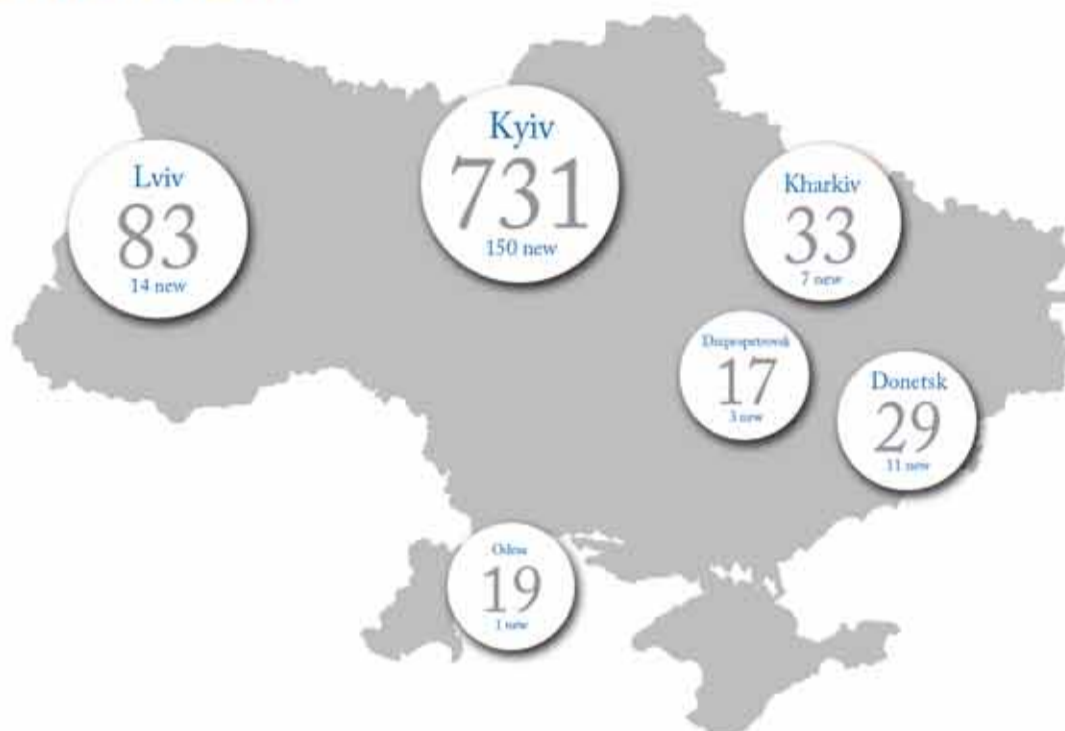 Kyiv
731
150 new
Lviv
83
14 new
Kharkiv
33
7 new
Dnipropetrovsk
17
3 new
Donetsk
29
11 new
Odesa
19
1 new